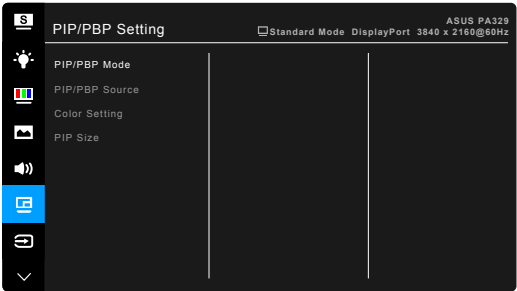 S
ASUS PA329
PIP/PBP Setting
Standard Mode DisplayPort 3840 x 2160@60Hz
PIP/PBP Mode
PIP/PBP Source
Color Setting
PIP Size